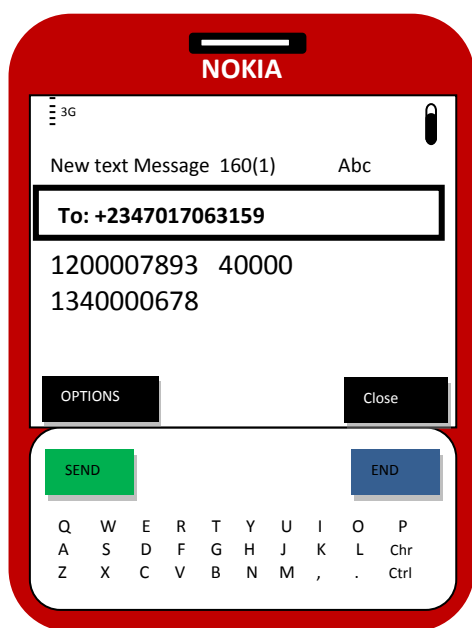 NOKIA
3G
New text Message 160(1) Abc
To: +2347017063159
1200007893 40000
1340000678
OPTIONS Close
SEND END
Q W E R T Y U I O P
A S D F G H J K L Chr
Z X C V B N M , . Ctrl